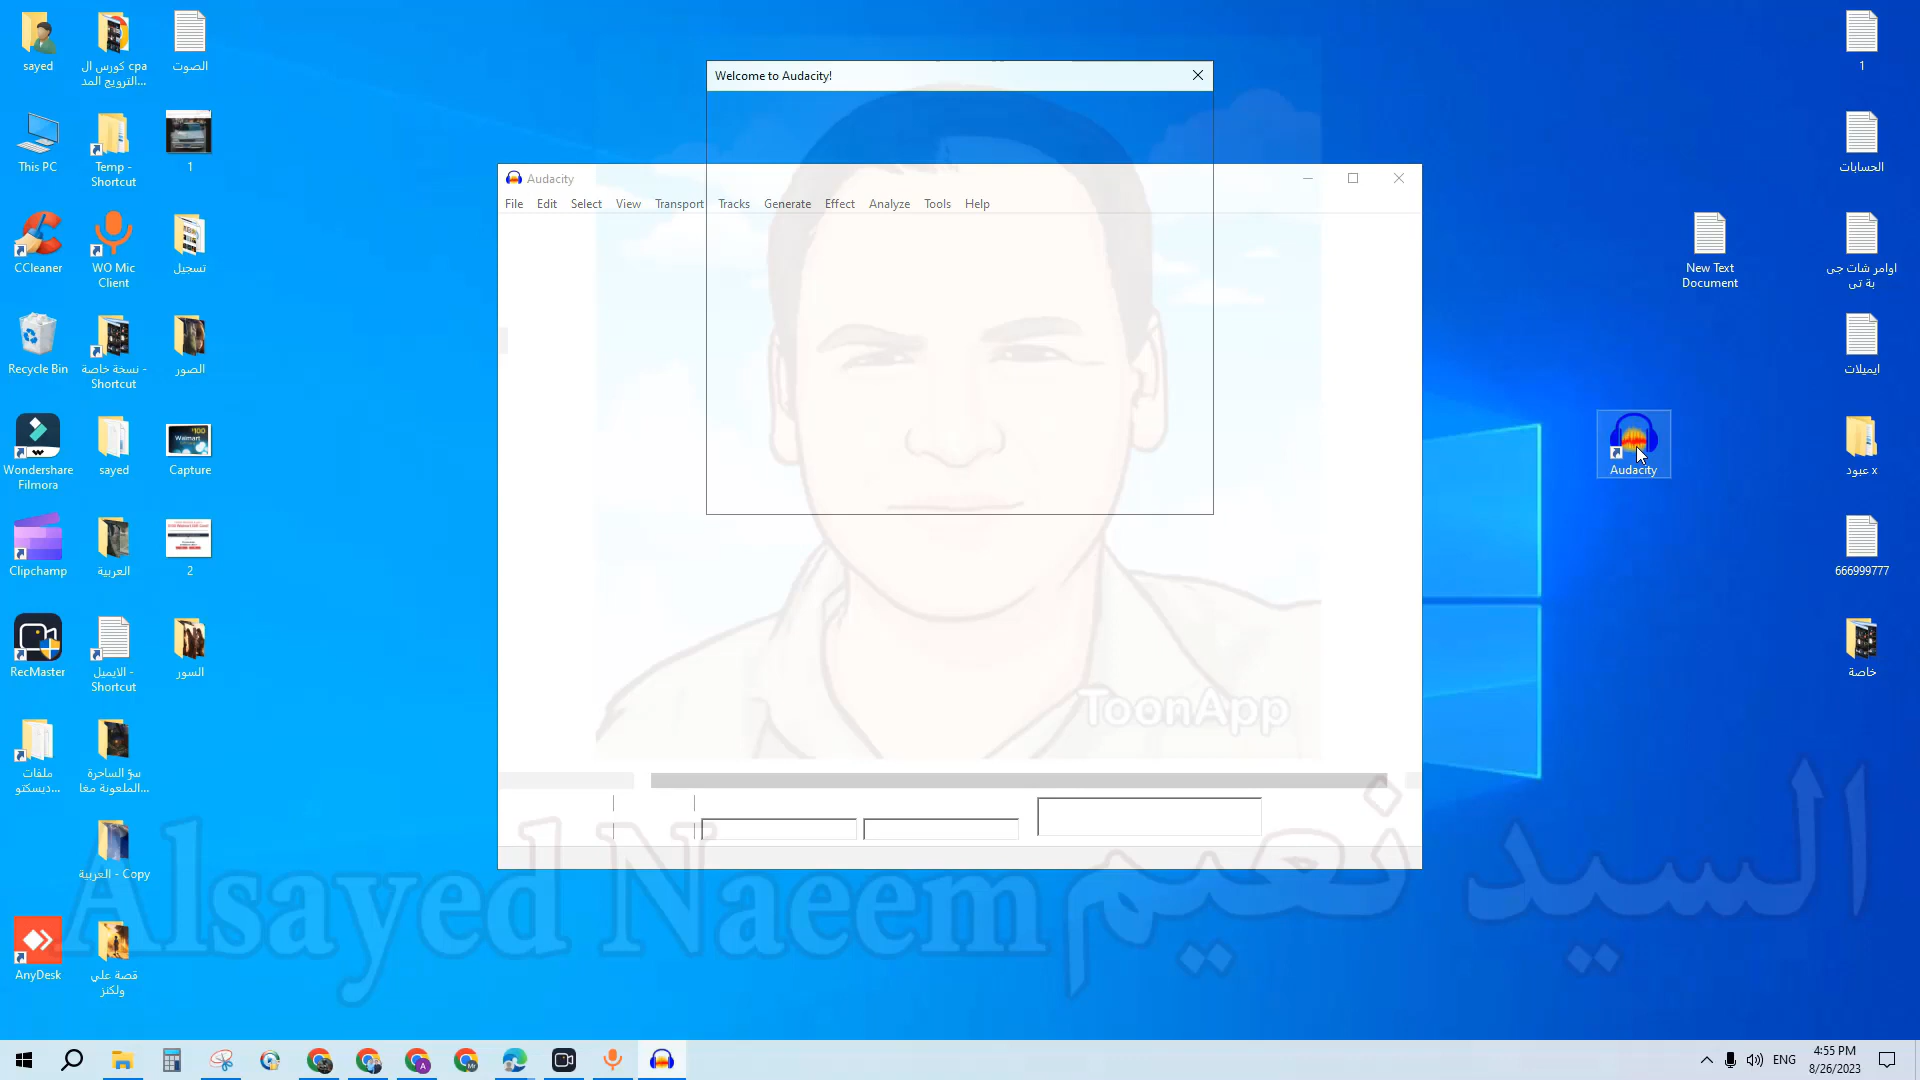 sayed
cpa كورس ال
الترويج المد...
الصوت
This PC
Temp -
Shortcut
1
CCleaner
WO Mic
Client
تسجيل
Recycle Bin
نسخة خاصة -
Shortcut
الصور
Wondershare
Filmora
sayed
Walmart
Capture
Clipchamp
العربية
2
RecMaster
الايميل -
Shortcut
السور
ملفات
ديسكتو...
سرّ الساحرة
الملعونة مغا...
العربية - Copy
AnyDesk
قصة علي
ولكنز
Welcome to Audacity!
Audacity
File Edit Select View Transport Tracks Generate Effect Analyze Tools Help
ToonApp
Alsayed Naeem السيد نعيم
1
الحسابات
New Text
Document
اوامر شات جى
بة تى
ايميلات
Audacity
عبود x
666999777
خاصة
ENG
4:55 PM
8/26/2023